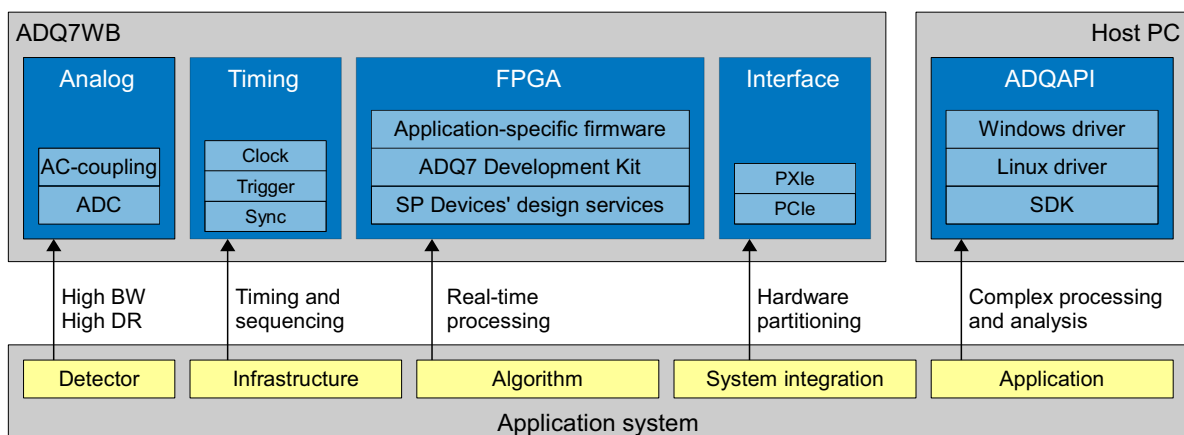 ADQ7WB
Host PC
Analog
AC-coupling
ADC
Timing
Clock
Trigger
Sync
FPGA
Application-specific firmware
ADQ7 Development Kit
SP Devices' design services
Interface
PXIe
PCIe
ADQAPI
Windows driver
Linux driver
SDK
High BW
High DR
Timing and
sequencing
Real-time
processing
Hardware
partitioning
Complex processing
and analysis
Detector
Infrastructure
Algorithm
System integration
Application
Application system